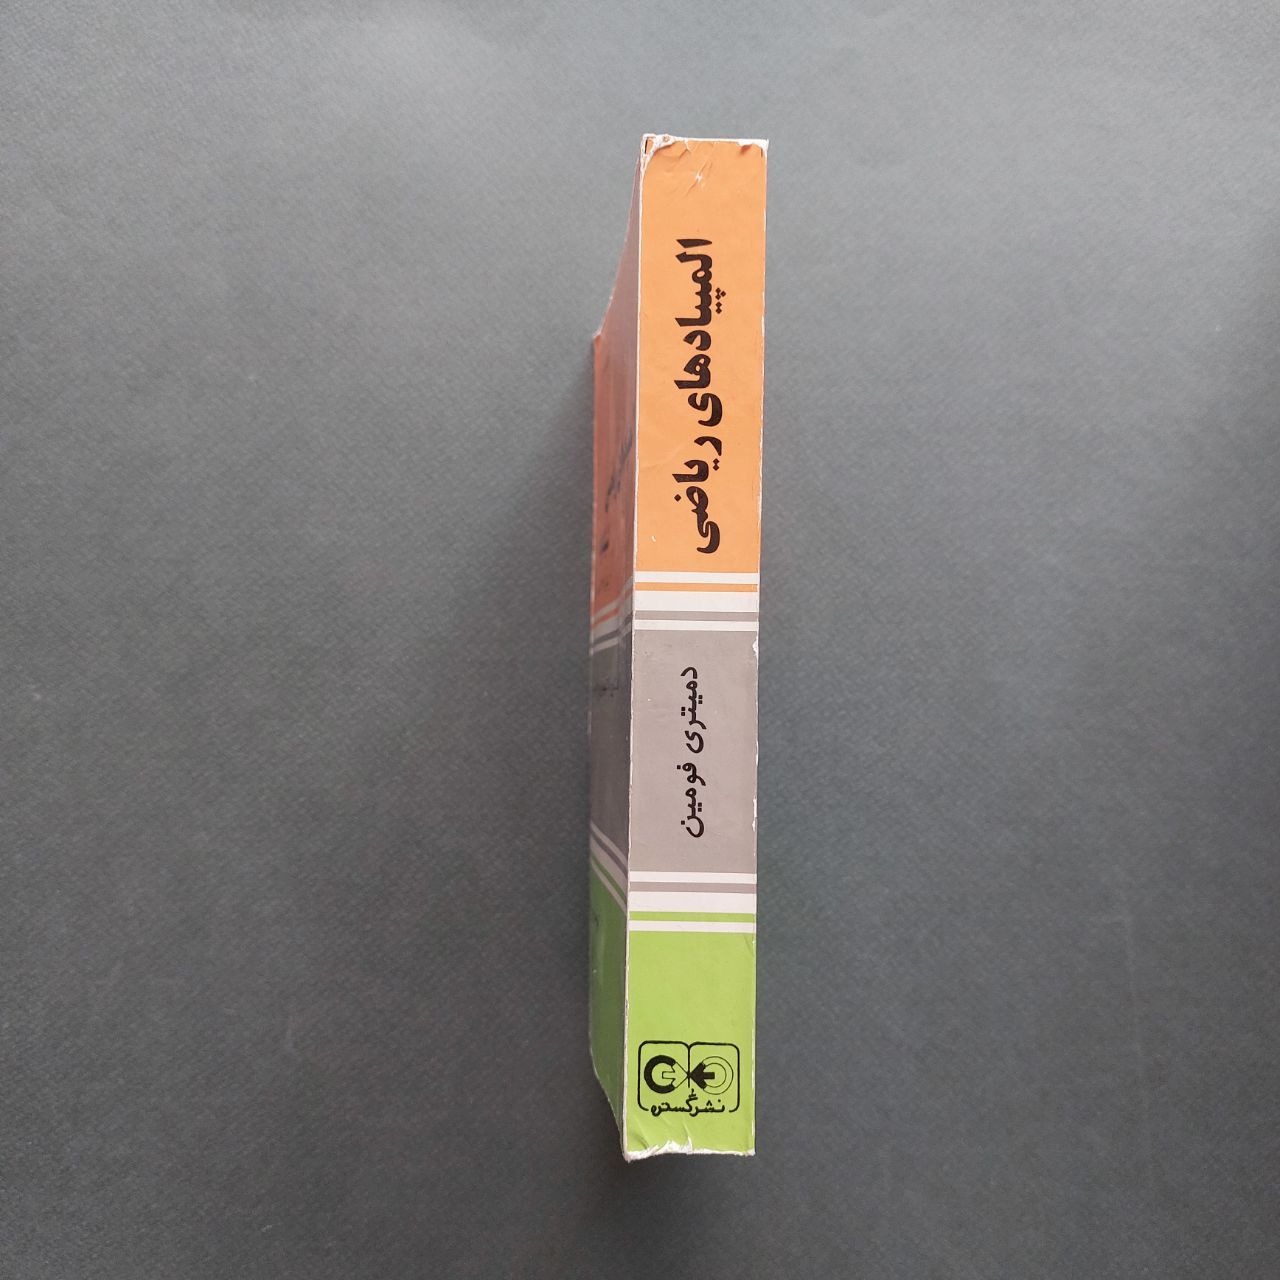 المپیادهای ریاضی
دمیتری فومین
نشر گستره